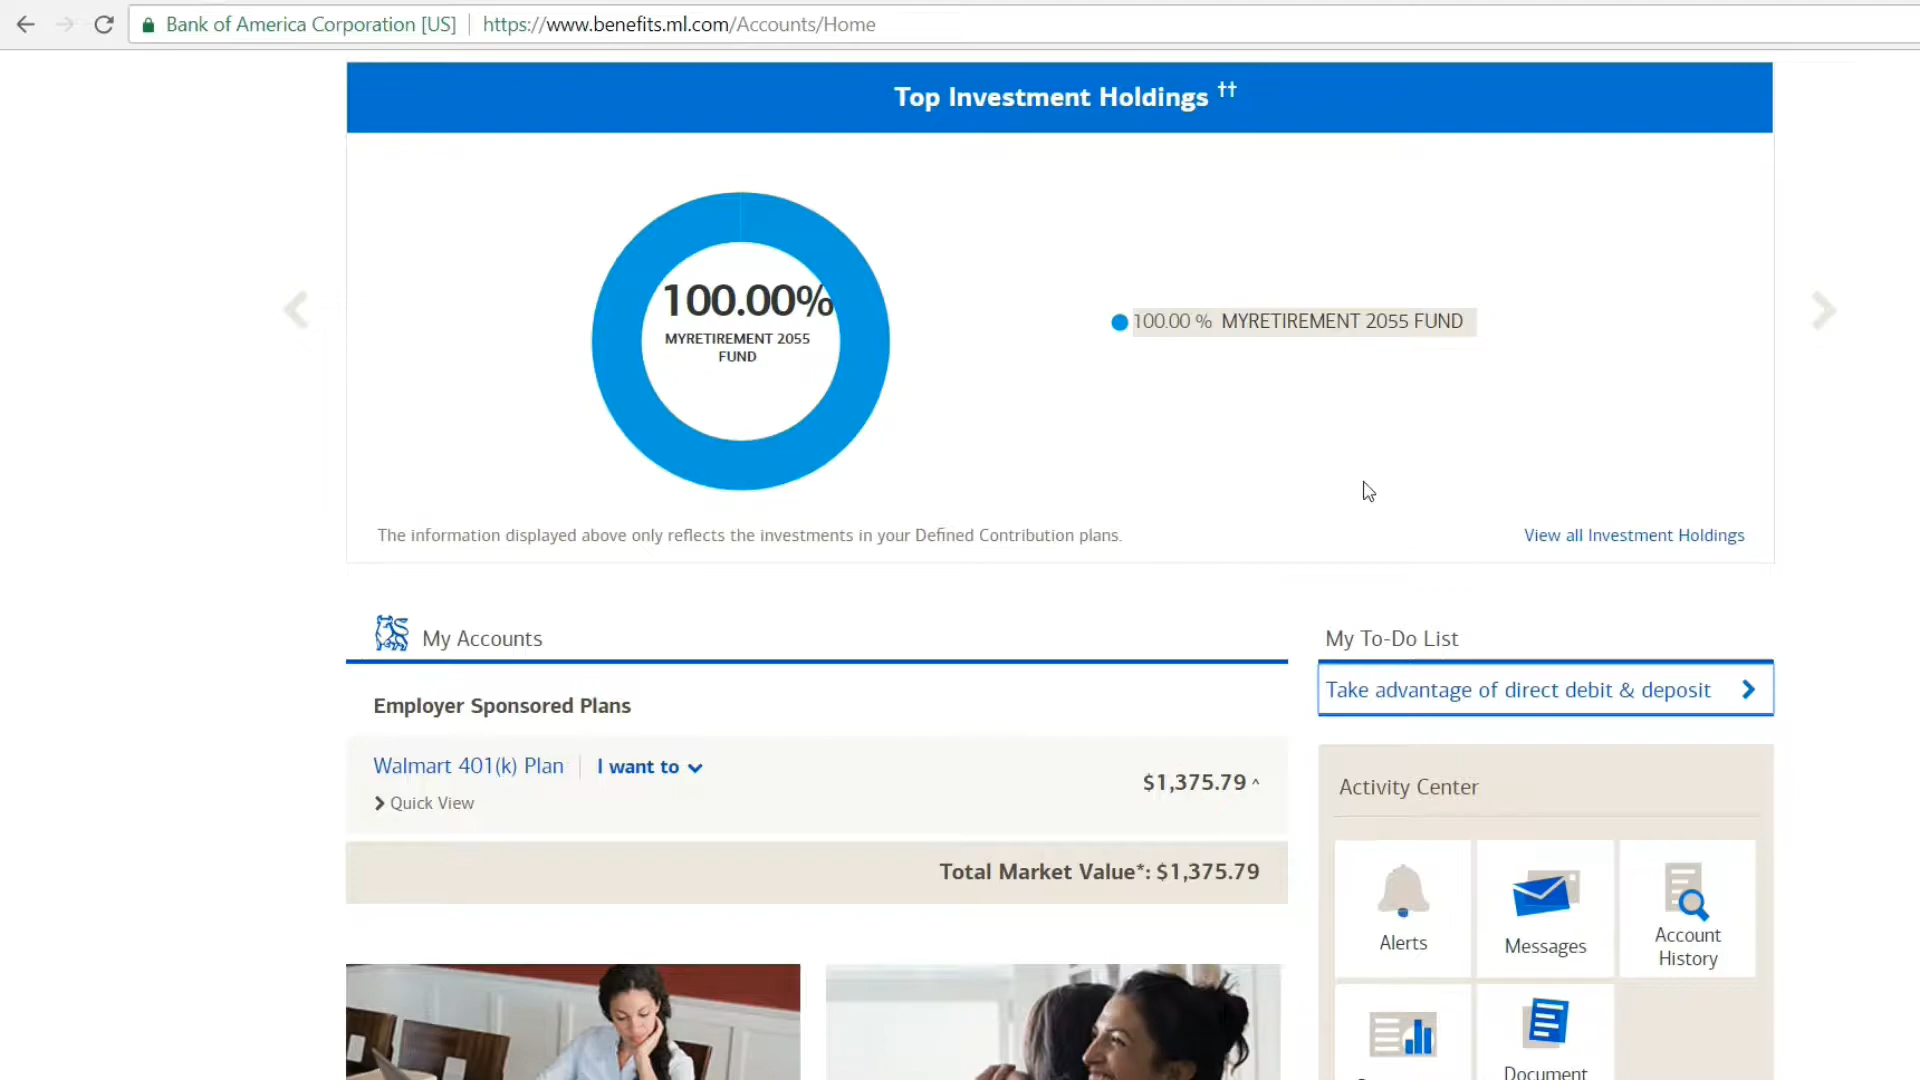 Bank of America Corporation [US] | https://www.benefits.ml.com/Accounts/Home
Top Investment Holdings ††
100.00%
MYRETIREMENT 2055
FUND
100.00 % MYRETIREMENT 2055 FUND
The information displayed above only reflects the investments in your Defined Contribution plans.
View all Investment Holdings
My Accounts
Employer Sponsored Plans
Walmart 401(k) Plan | I want to
Quick View
$1,375.79 ^
Total Market Value*: $1,375.79
My To-Do List
Take advantage of direct debit & deposit
Activity Center
Alerts
Messages
Account
History
Document